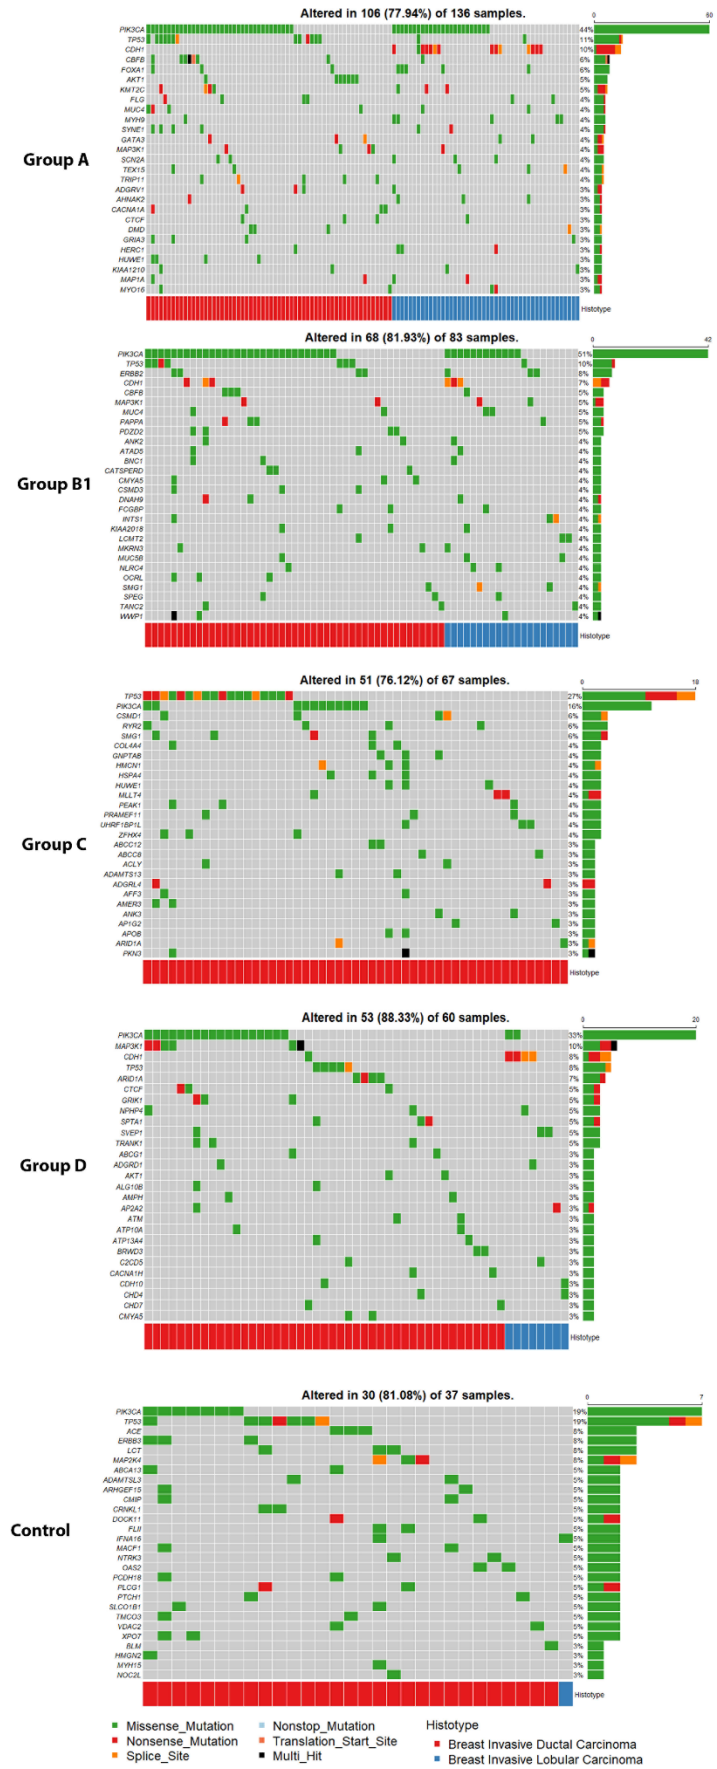 Altered in 106 (77.94%) of 136 samples.
0 60
PIK3CA 44%
TP53 11%
CDH1 10%
CBFB 6%
FOXA1 6%
AKT1 5%
KMT2C 5%
FLG 4%
MUC4 4%
MYH9 4%
SYNE1 4%
GATA3 4%
MAP3K1 4%
SCN2A 4%
TEX15 4%
TRIP11 4%
ADGRV1 3%
AHNAK2 3%
CACNA1A 3%
CTCF 3%
DMD 3%
GRIA3 3%
HERC1 3%
HUWE1 3%
KIAA1210 3%
MAP1A 3%
MYO16 3%
Histotype
Group A
Altered in 68 (81.93%) of 83 samples.
0 42
PIK3CA 51%
TP53 10%
ERBB2 8%
CDH1 7%
CBFB 5%
MAP3K1 5%
MUC4 5%
PAPPA 5%
PDZD2 5%
ANK2 4%
ATAD5 4%
BNC1 4%
CATSPERD 4%
CMYA5 4%
CSMD3 4%
DNAH9 4%
FCGBP 4%
INTS1 4%
KIAA2018 4%
LCMT2 4%
MKRN3 4%
MUC5B 4%
NLRC4 4%
OCRL 4%
SMG1 4%
SPEG 4%
TANC2 4%
WWP1 4%
Histotype
Group B1
Altered in 51 (76.12%) of 67 samples.
0 18
TP53 27%
PIK3CA 16%
CSMD1 6%
RYR2 6%
SMG1 6%
COL4A4 4%
GNPTAB 4%
HMCN1 4%
HSPA4 4%
HUWE1 4%
MLLT4 4%
PEAK1 4%
PRAMEF11 4%
UHRF1BP1L 4%
ZFHX4 4%
ABCC12 3%
ABCC8 3%
ACLY 3%
ADAMTS13 3%
ADGRL4 3%
AFF3 3%
AMER3 3%
ANK3 3%
AP1G2 3%
APOB 3%
ARID1A 3%
PKN3 3%
Histotype
Group C
Altered in 53 (88.33%) of 60 samples.
0 20
PIK3CA 33%
MAP3K1 10%
CDH1 8%
TP53 8%
ARID1A 7%
CTCF 5%
GRIK1 5%
NPHP4 5%
SPTA1 5%
SVEP1 5%
TRANK1 5%
ABCG1 3%
ADGRD1 3%
AKT1 3%
ALG10B 3%
AMPH 3%
AP2A2 3%
ATM 3%
ATP10A 3%
ATP13A4 3%
BRWD3 3%
C2CD5 3%
CACNA1H 3%
CDH10 3%
CHD4 3%
CHD7 3%
CMYA5 3%
Histotype
Group D
Altered in 30 (81.08%) of 37 samples.
0 7
PIK3CA 19%
TP53 19%
ACE 8%
ERBB3 8%
LCT 8%
MAP2K4 8%
ABCA13 5%
ADAMTSL3 5%
ARHGEF15 5%
CMIP 5%
CRNKL1 5%
DOCK11 5%
FLII 5%
IFNA16 5%
MACF1 5%
NTRK3 5%
OAS2 5%
PCDH18 5%
PLCG1 5%
PTCH1 5%
SLCO1B1 5%
TMCO3 5%
VDAC2 5%
XPO7 5%
BLM 3%
HMGN2 3%
MYH15 3%
NOC2L 3%
Histotype
Control
Missense_Mutation
Nonsense_Mutation
Splice_Site
Nonstop_Mutation
Translation_Start_Site
Multi_Hit
Histotype
Breast Invasive Ductal Carcinoma
Breast Invasive Lobular Carcinoma